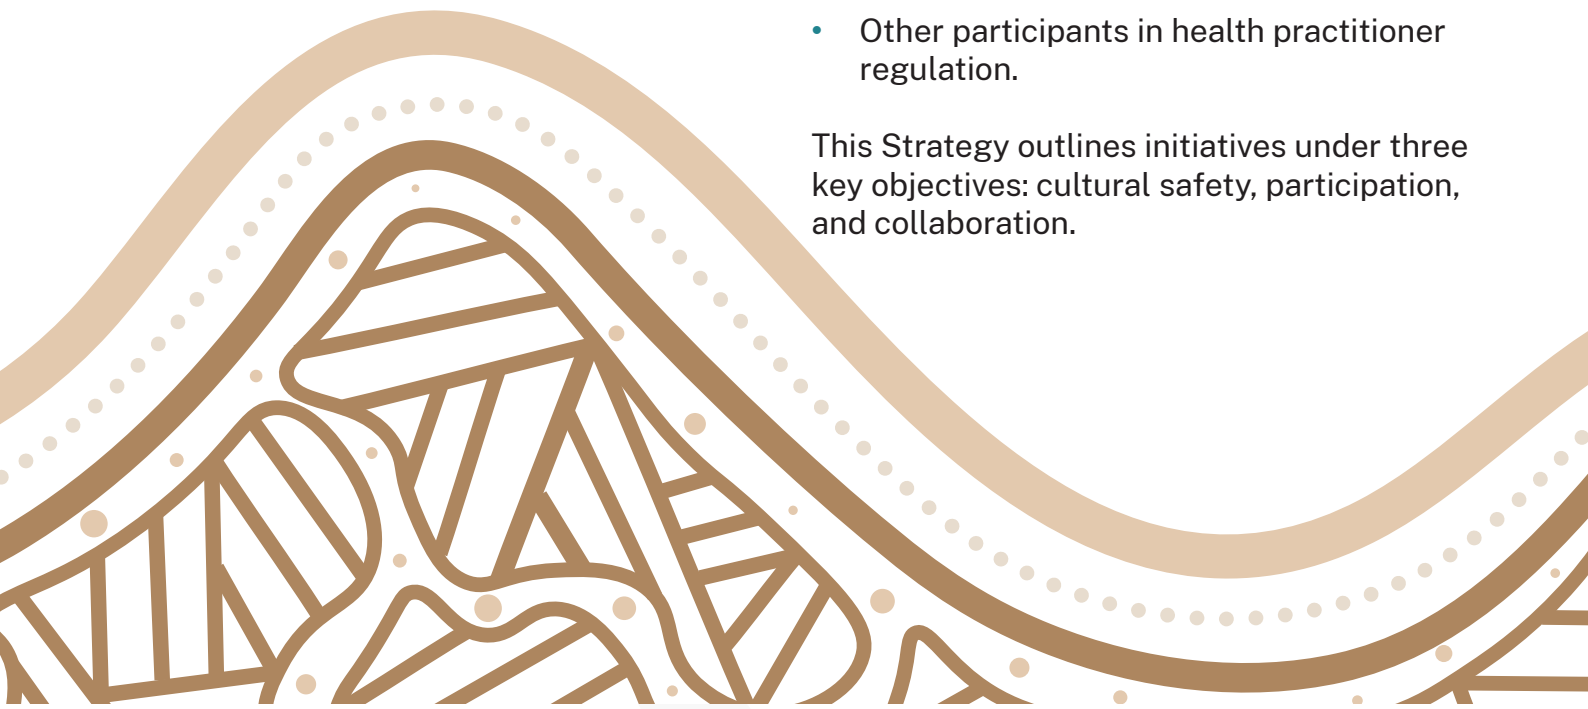 • Other participants in health practitioner
regulation.
This Strategy outlines initiatives under three
key objectives: cultural safety, participation,
and collaboration.